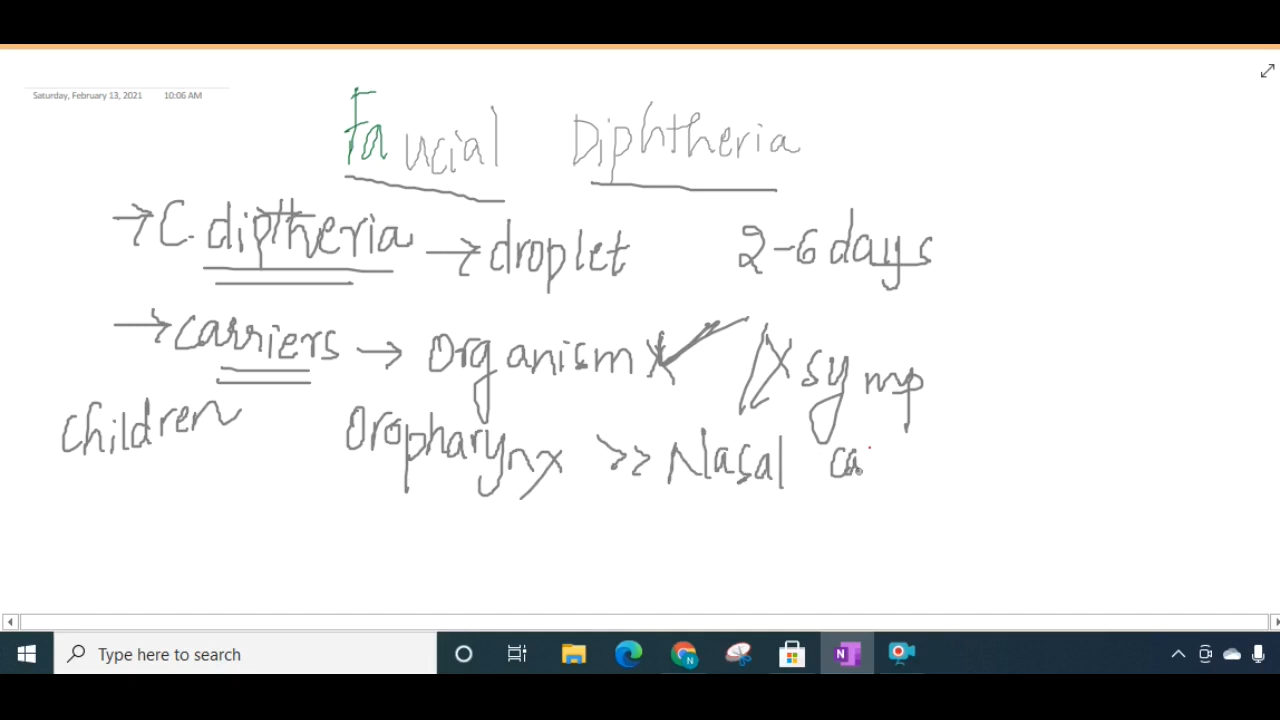 Saturday, February 13, 2021 10:06 AM
Faucial Diphtheria
→ C. diptheria → droplet 2-6 days
→ carriers → organism X✓ X symp
children Oropharynx >> Nasal ca
Type here to search